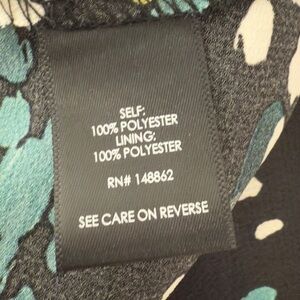 SELF:
100% POLYESTER
LINING:
100% POLYESTER
RN# 148862
SEE CARE ON REVERSE